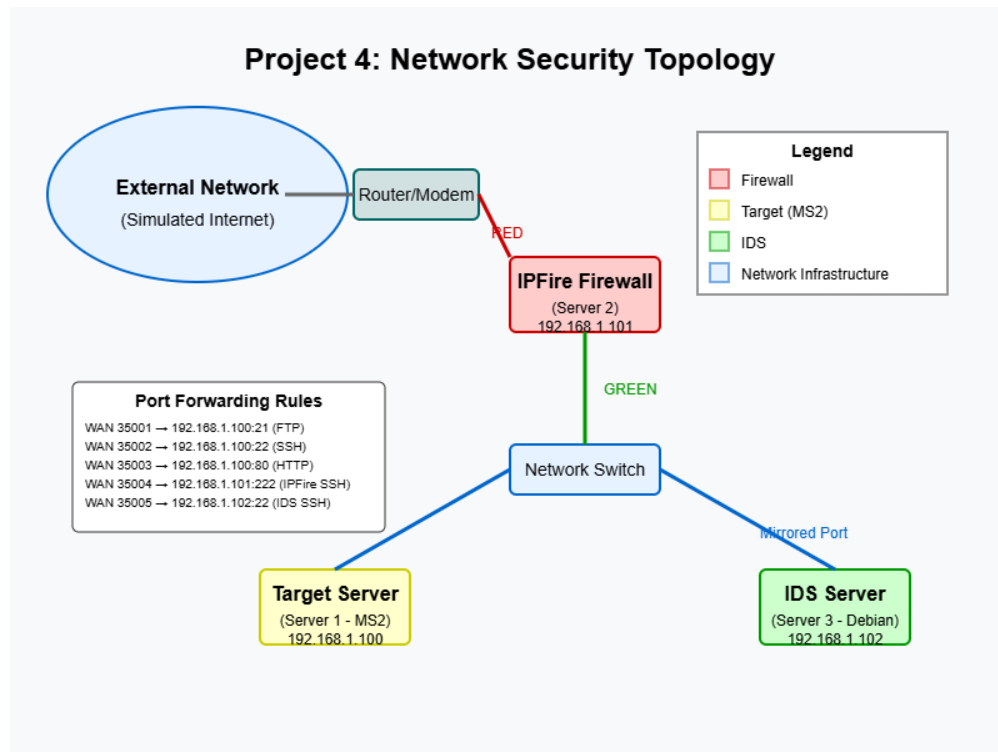 Project 4: Network Security Topology
External Network
(Simulated Internet)
Router/Modem
RED
IPFire Firewall
(Server 2)
192.168.1.101
Legend
Firewall
Target (MS2)
IDS
Network Infrastructure
GREEN
Port Forwarding Rules
WAN 35001 → 192.168.1.100:21 (FTP)
WAN 35002 → 192.168.1.100:22 (SSH)
WAN 35003 → 192.168.1.100:80 (HTTP)
WAN 35004 → 192.168.1.101:222 (IPFire SSH)
WAN 35005 → 192.168.1.102:22 (IDS SSH)
Network Switch
Mirrored Port
Target Server
(Server 1 - MS2)
192.168.1.100
IDS Server
(Server 3 - Debian)
192.168.1.102